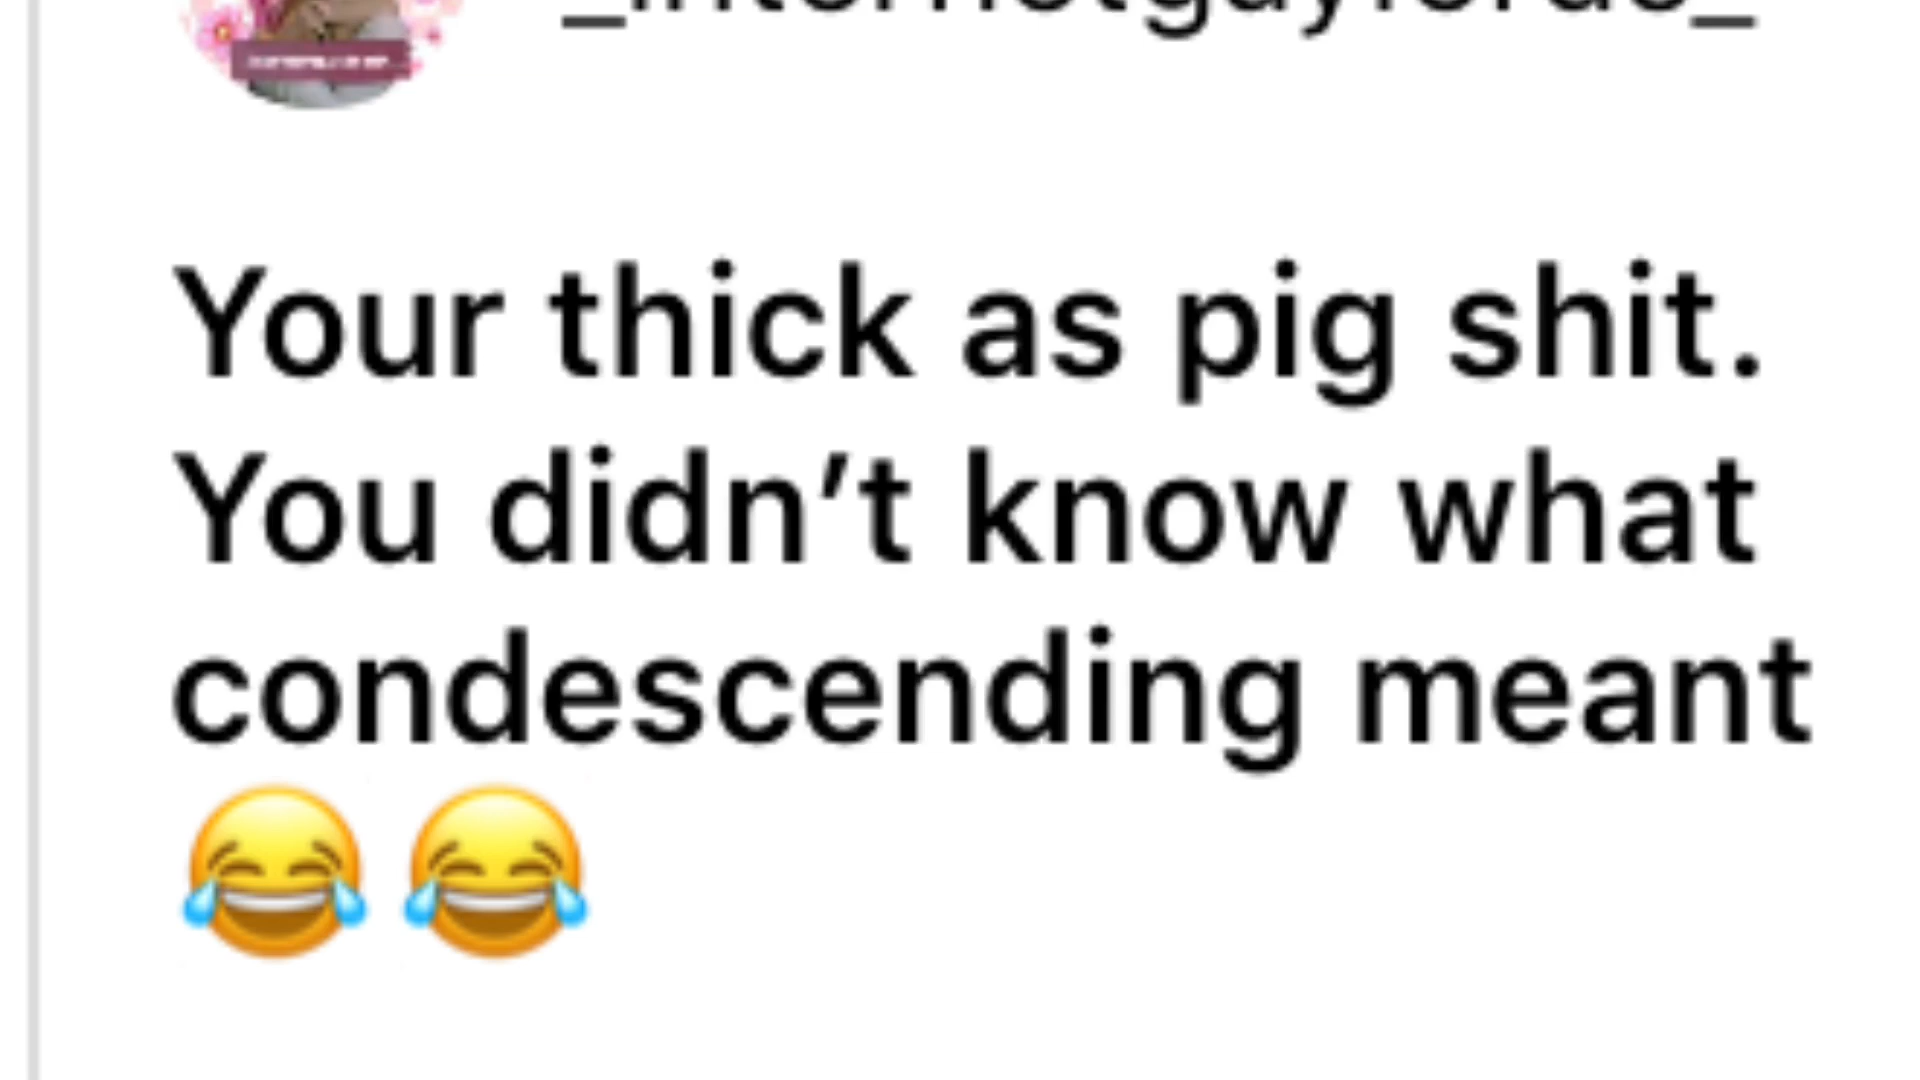 Your thick as pig shit.
You didn’t know what
condescending meant
😂😂